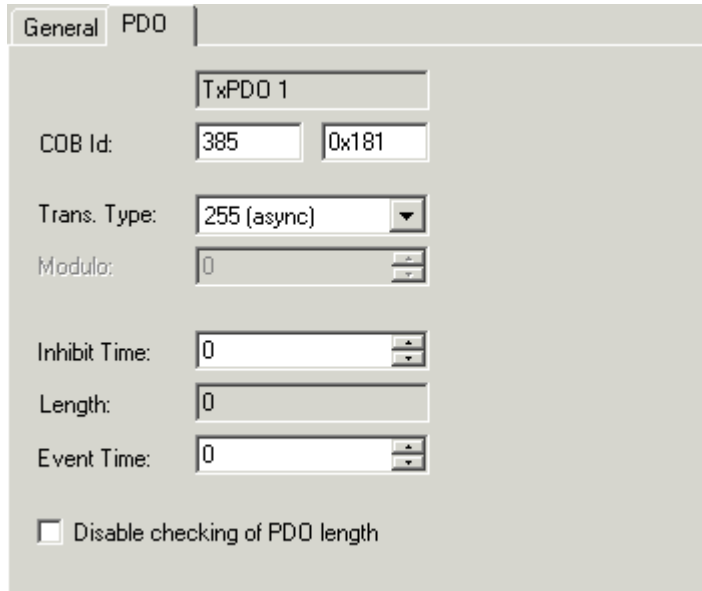 General PDO
TxPDO 1
COB Id: 385 0x181
Trans. Type: 255 (async)
Modulo: 0
Inhibit Time: 0
Length: 0
Event Time: 0
Disable checking of PDO length